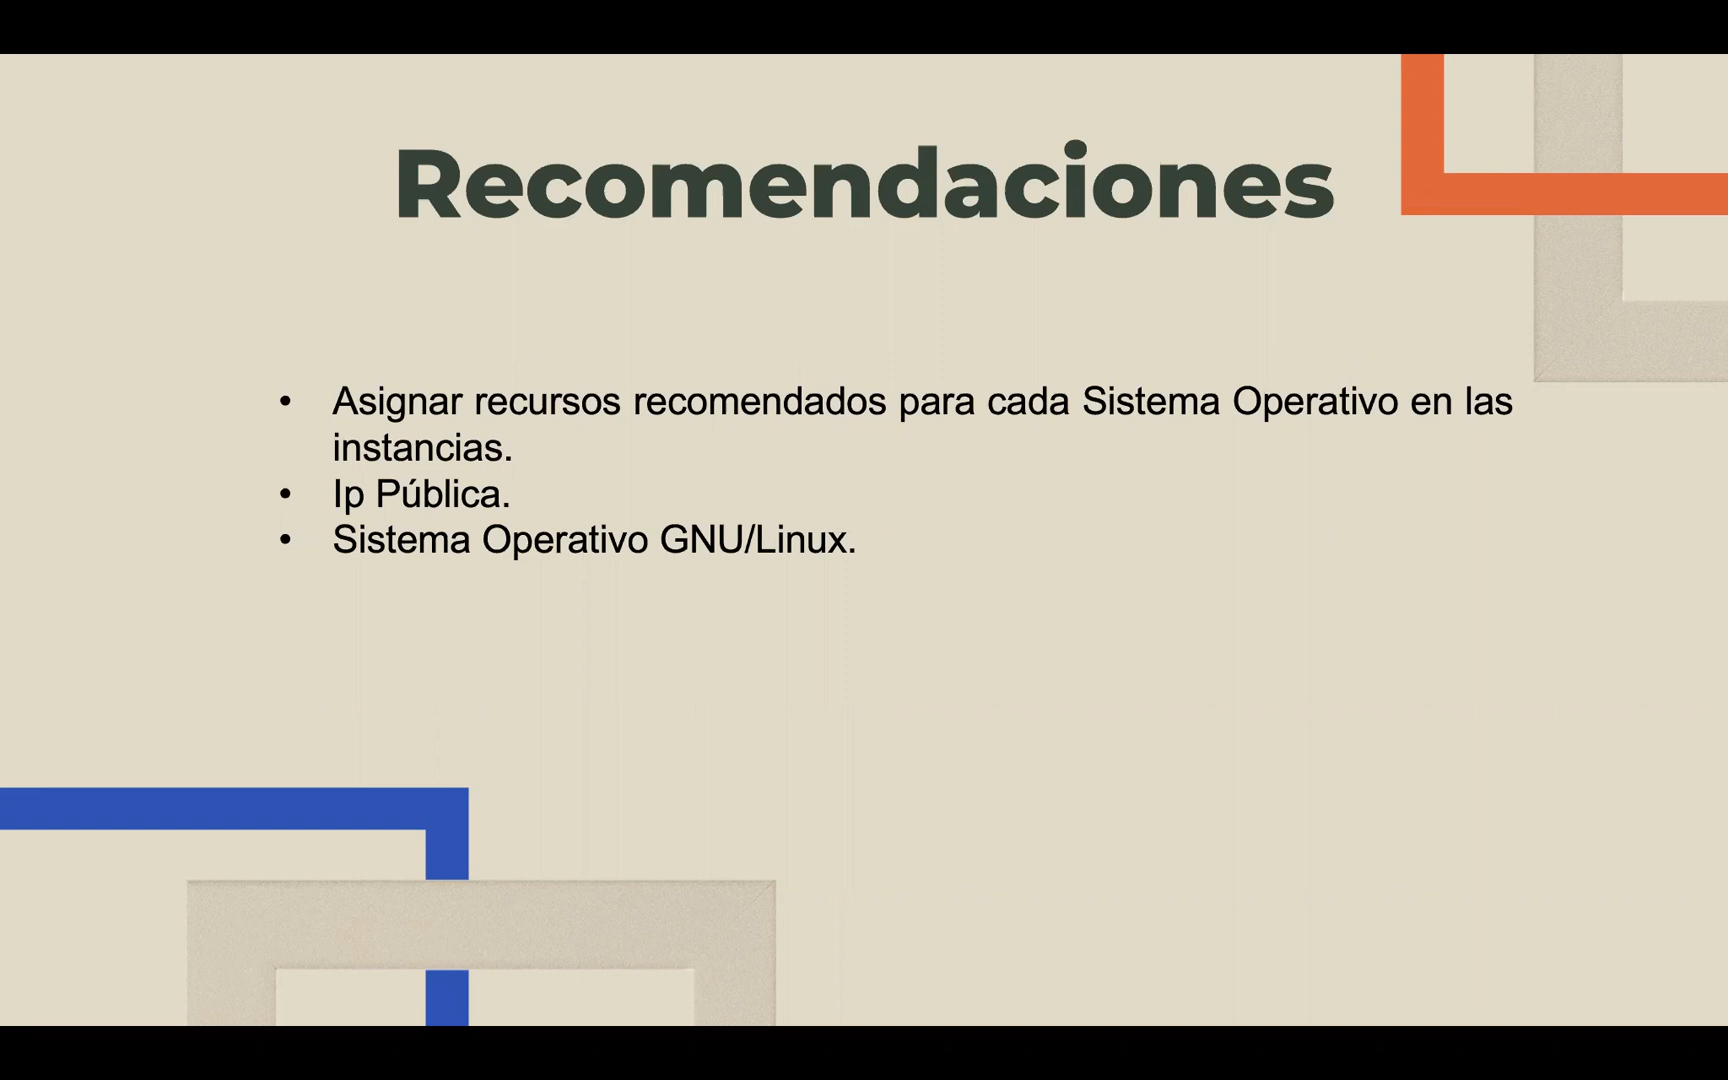 Recomendaciones
• Asignar recursos recomendados para cada Sistema Operativo en las
instancias.
• Ip Pública.
• Sistema Operativo GNU/Linux.